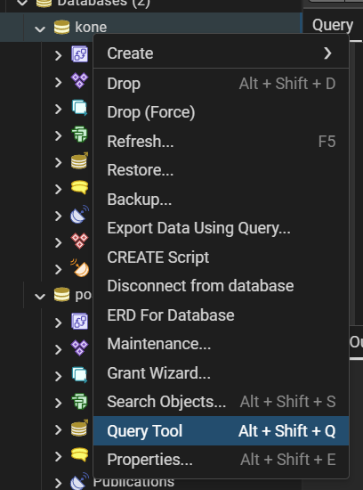 Databases (2)
kone
Query
Create
Drop Alt + Shift + D
Drop (Force)
Refresh... F5
Restore...
Backup...
Export Data Using Query...
CREATE Script
Disconnect from database
po
ERD For Database
Maintenance...
Grant Wizard...
Search Objects... Alt + Shift + S
Query Tool Alt + Shift + Q
Properties... Alt + Shift + E
Publications